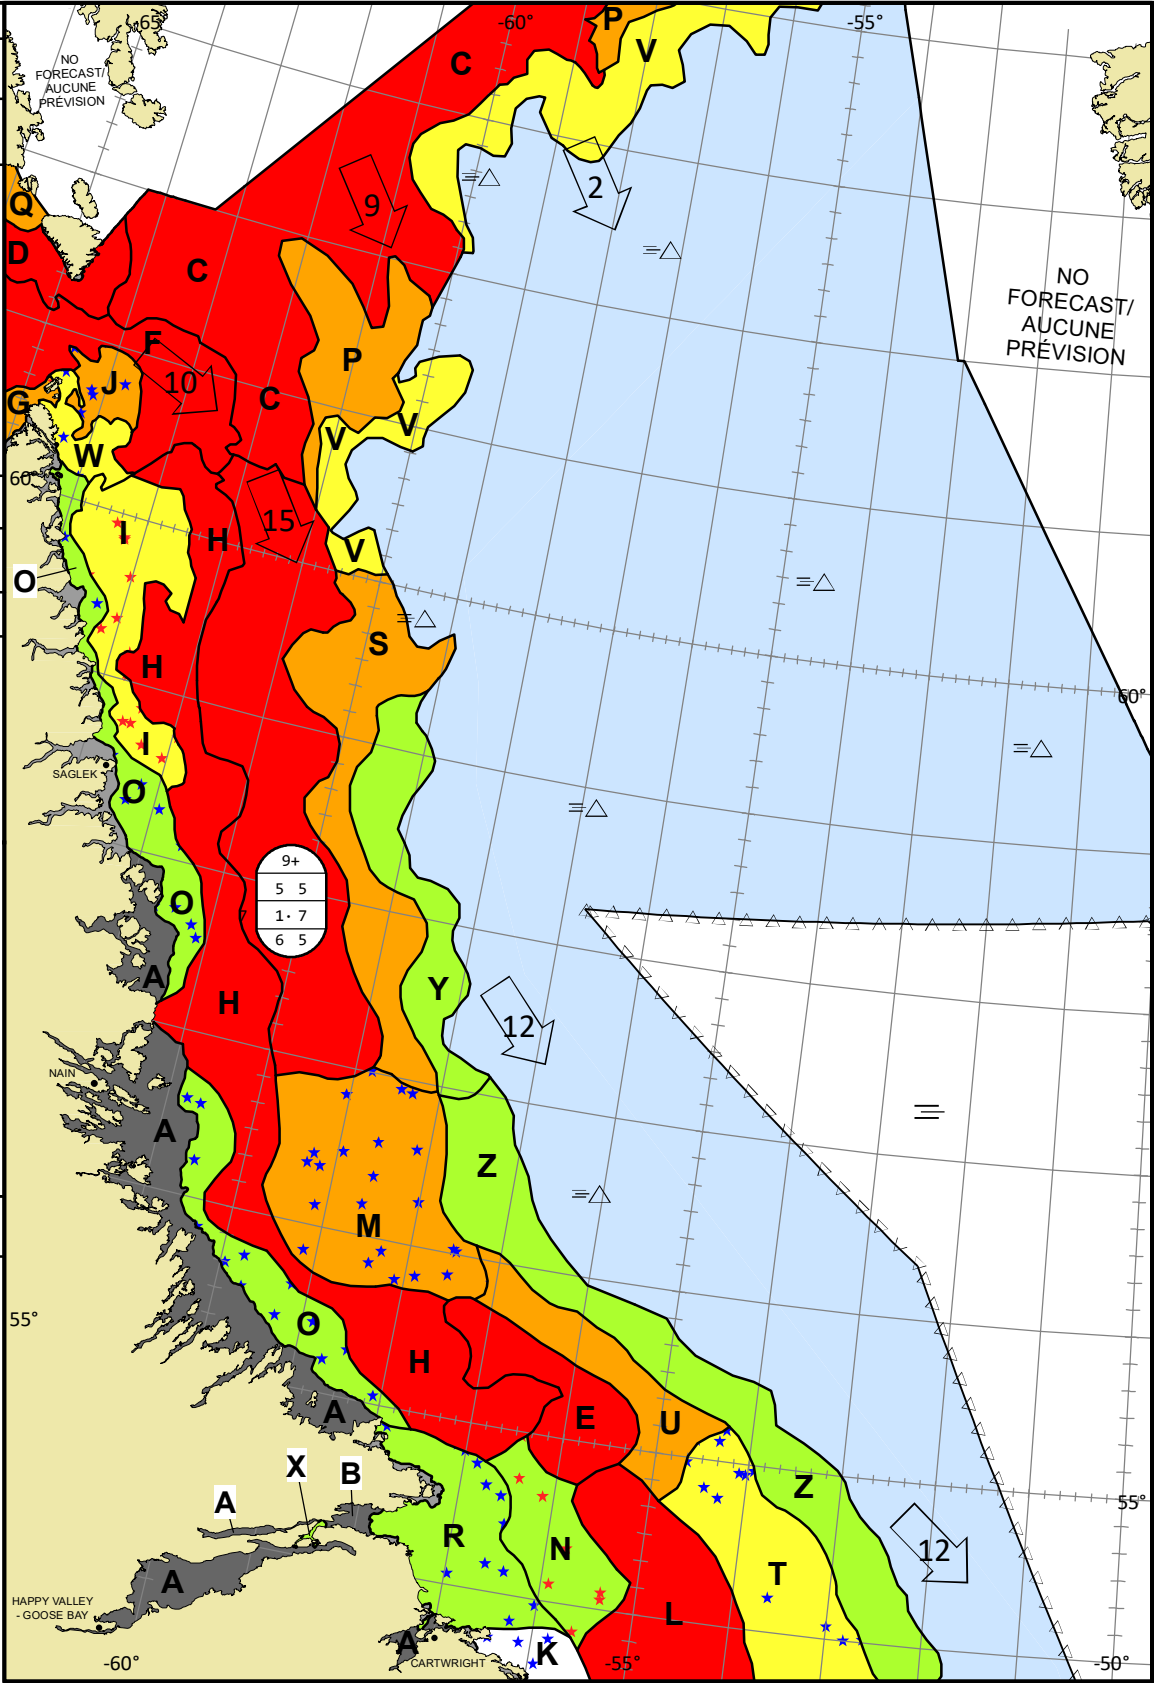 -65°
-60°
-55°
P
V
C
NO
FORECAST/
AUCUNE
PRÉVISION
9
2
Q
D
C
NO
FORECAST/
AUCUNE
PRÉVISION
F
P
J
10
C
G
V
V
W
60°
15
I
H
V
O
S
H
60°
I
SAGLEK
O
9+
5 5
1· 7
6 5
7
O
A
Y
H
12
NAIN
A
Z
M
55°
O
H
A
E
U
X
B
Z
A
55°
R
N
12
A
T
HAPPY VALLEY
- GOOSE BAY
L
A
K
CARTWRIGHT
-60°
-55°
-50°